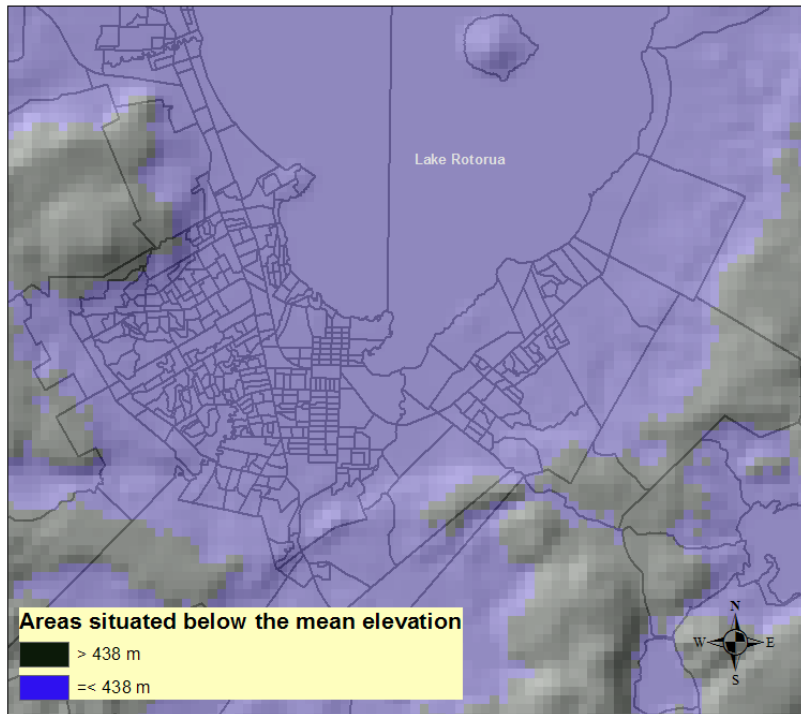 Lake Rotorua
Areas situated below the mean elevation
> 438 m
=< 438 m
N
W E
S